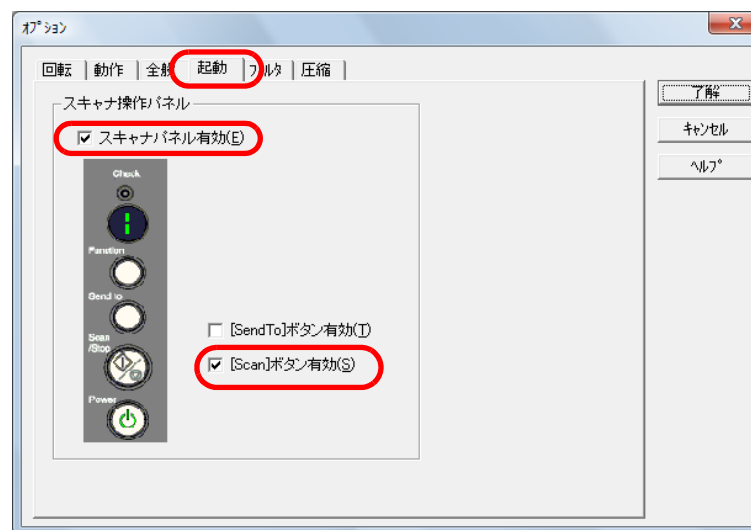 オプション
回転 動作 全般 起動 フィルタ 圧縮
了解
キャンセル
ヘルプ
スキャナ操作パネル
スキャナパネル有効(E)
Check
Function
Send to
Scan
/Stop
Power
[SendTo]ボタン有効(T)
[Scan]ボタン有効(S)